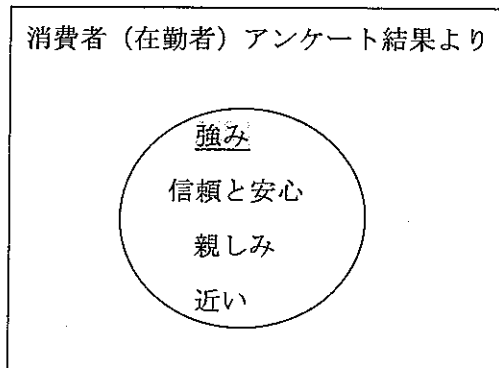 消費者（在勤者）アンケート結果より
強み
信頼と安心
親しみ
近い